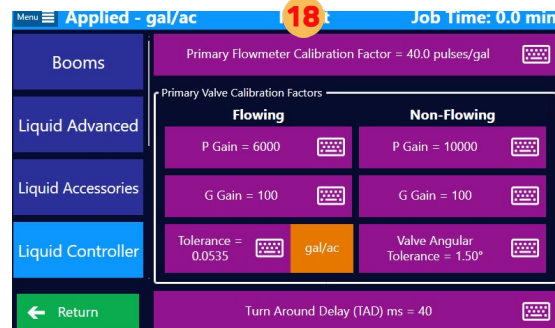 Menu Applied - gal/ac 18 t Job Time: 0.0 min
Booms
Primary Flowmeter Calibration Factor = 40.0 pulses/gal
Primary Valve Calibration Factors
Flowing Non-Flowing
Liquid Advanced
P Gain = 6000 P Gain = 10000
Liquid Accessories
G Gain = 100 G Gain = 100
Liquid Controller
Tolerance =
0.0535
gal/ac
Valve Angular
Tolerance = 1.50°
Return
Turn Around Delay (TAD) ms = 40